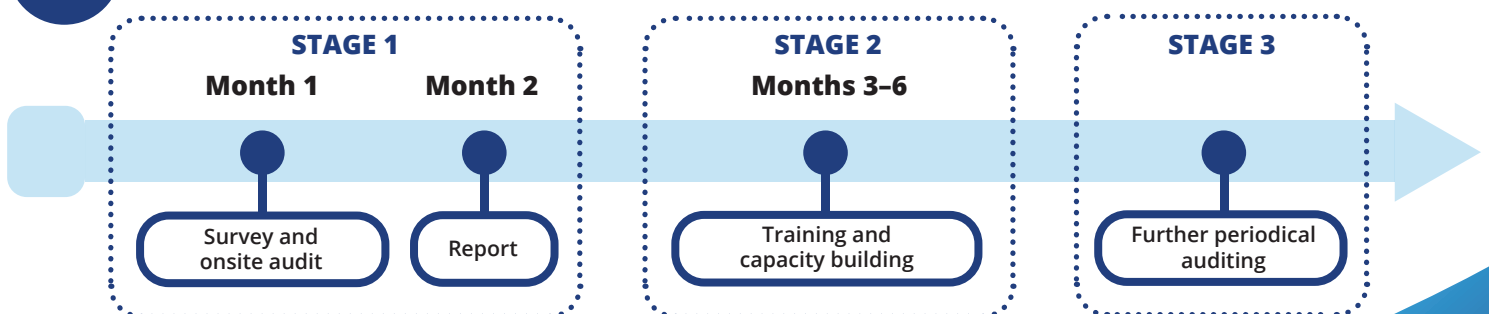 STAGE 1
Month 1
Month 2
Survey and
onsite audit
Report
STAGE 2
Months 3–6
Training and
capacity building
STAGE 3
Further periodical
auditing